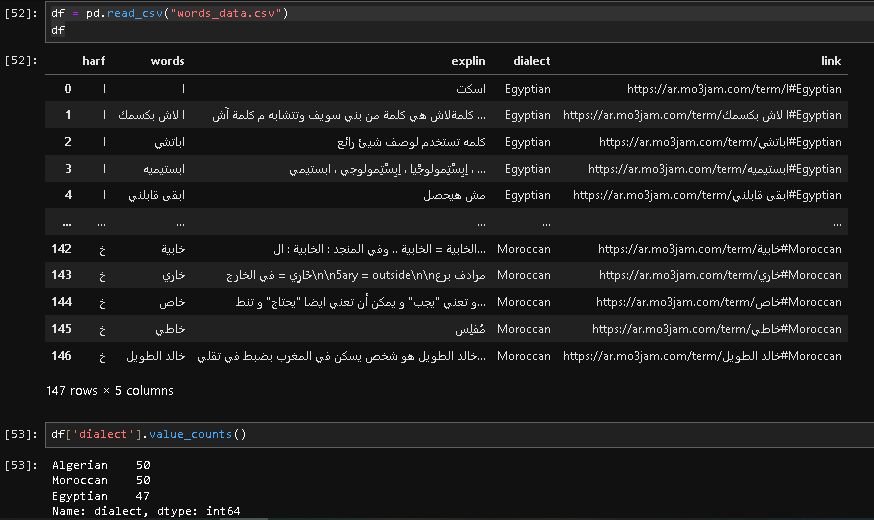 [52]: df = pd.read_csv("words_data.csv")
df
[52]: harf words explin dialect link
0 ا ا اسكت Egyptian https://ar.mo3jam.com/term/ا#Egyptian
1 ا ا لاش بكسمك ... كلمةلاش هي كلمة من بني سويف وتتشابه م كلمة آش Egyptian https://ar.mo3jam.com/term/ا لاش بكسمك#Egyptian
2 ا اباتشي كلمه تستخدم لوصف شيئ رائع Egyptian https://ar.mo3jam.com/term/اباتشي#Egyptian
3 ا ابستيميه ... ، إيِسْتِمولوجْيا ، إيِسْتِمولوجي ، ابستيمي Egyptian https://ar.mo3jam.com/term/ابستيميه#Egyptian
4 ا ابقى قابلني مش هيحصل Egyptian https://ar.mo3jam.com/term/ابقى قابلني#Egyptian
... ... ... ... ... ...
142 خ خابية ...الخابية = الخابية .. وفي المنجد : الخابية : ال Moroccan https://ar.mo3jam.com/term/خابية#Moroccan
143 خ خاري مرادف برع\n\n5ary = outside\n\nخاري = في الخارج Moroccan https://ar.mo3jam.com/term/خاري#Moroccan
144 خ خاص ...و تعني "يجب" و يمكن أن تعني ايضا "يحتاج" و تنط Moroccan https://ar.mo3jam.com/term/خاص#Moroccan
145 خ خاطي مُفلِس Moroccan https://ar.mo3jam.com/term/خاطي#Moroccan
146 خ خالد الطويل ...خالد الطويل هو شخص يسكن في المغرب بضبط في تقلي Moroccan https://ar.mo3jam.com/term/خالد الطويل#Moroccan
147 rows × 5 columns
[53]: df['dialect'].value_counts()
[53]: Algerian 50
Moroccan 50
Egyptian 47
Name: dialect, dtype: int64